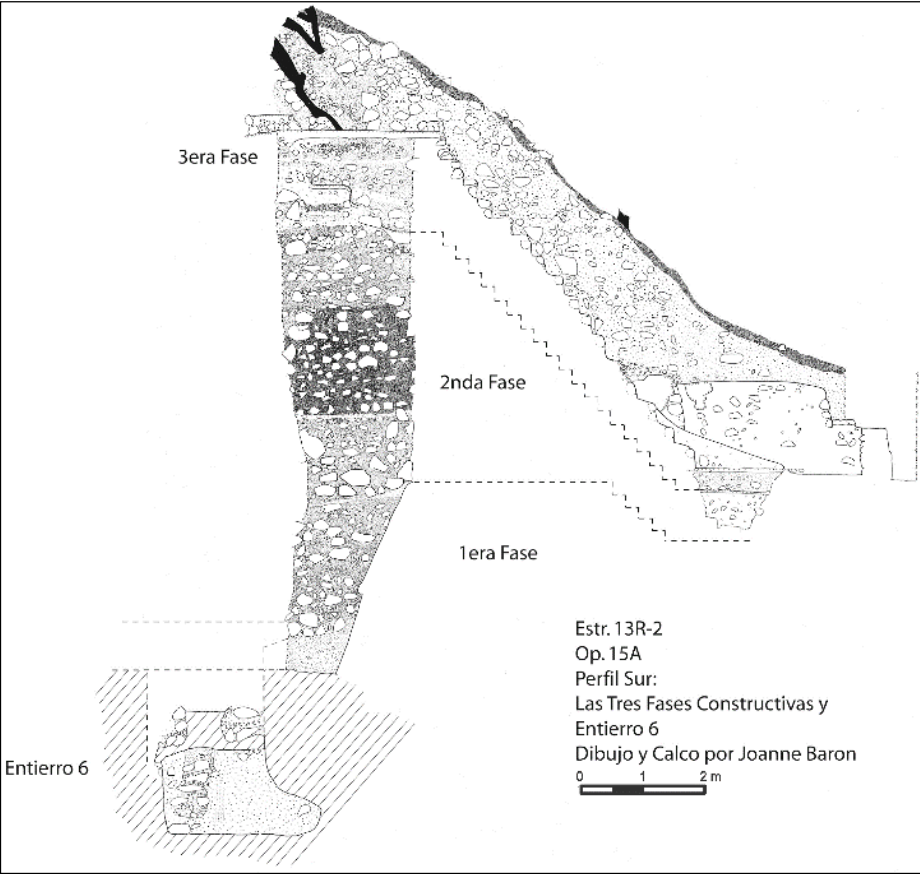 3era Fase
2nda Fase
1era Fase
Estr. 13R-2
Op. 15A
Perfil Sur:
Las Tres Fases Constructivas y
Entierro 6
Dibujo y Calco por Joanne Baron
0 1 2 m
Entierro 6